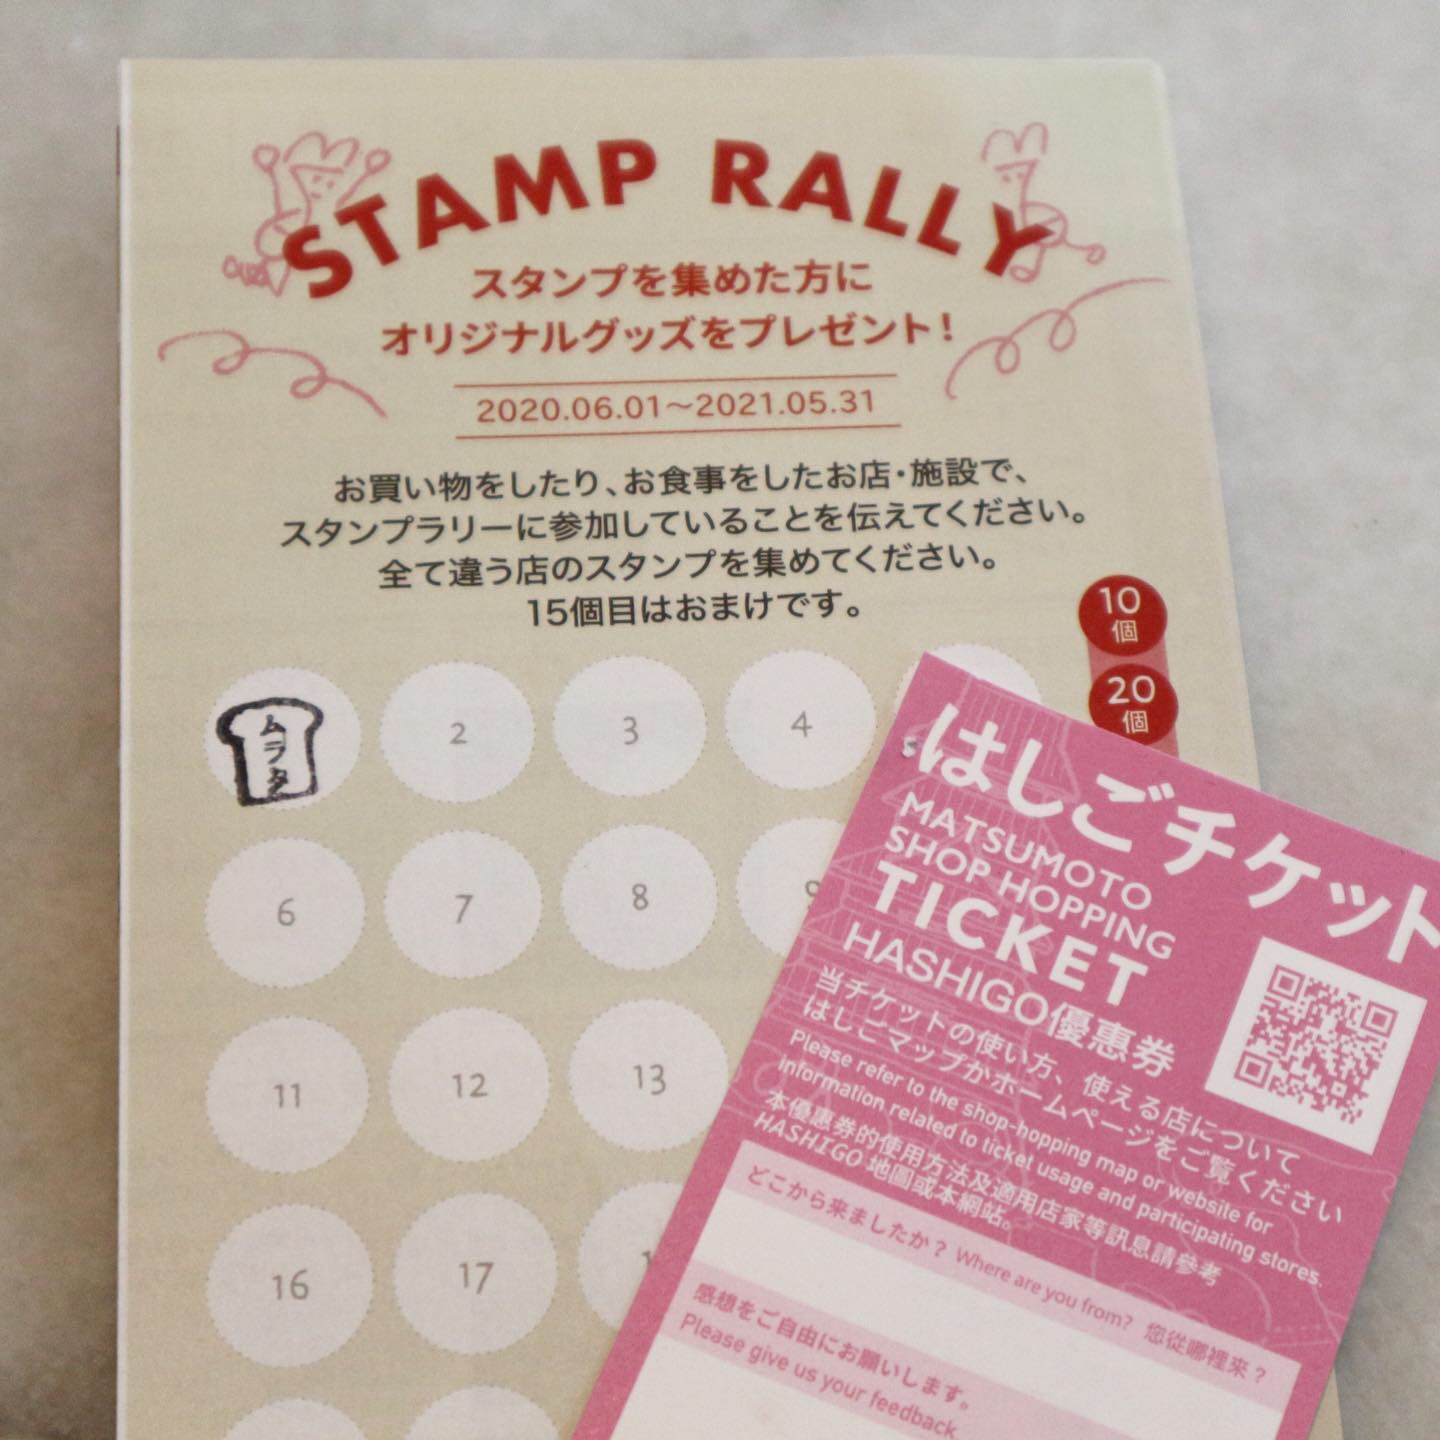 STAMP RALLY
スタンプを集めた方に
オリジナルグッズをプレゼント!
2020.06.01〜2021.05.31
お買い物をしたり、お食事をしたお店・施設で、
スタンプラリーに参加していることを伝えてください。
全て違う店のスタンプを集めてください。
15個目はおまけです。
10
個
20
個
ムラタ
2
3
4
6
7
8
9
11
12
13
16
17
はしごチケット
MATSUMOTO
SHOP HOPPING
TICKET
HASHIGO優惠券
当チケットの使い方、使える店について
はしごマップかホームページをご覧ください
Please refer to the shop-hopping map or website for
information related to ticket usage and participating stores.
本優惠券的使用方法及適用店家等訊息請參考
HASHIGO 地圖或本網站。
どこから来ましたか? Where are you from? 您從哪裡來?
感想をご自由にお願いします。
Please give us your feedback